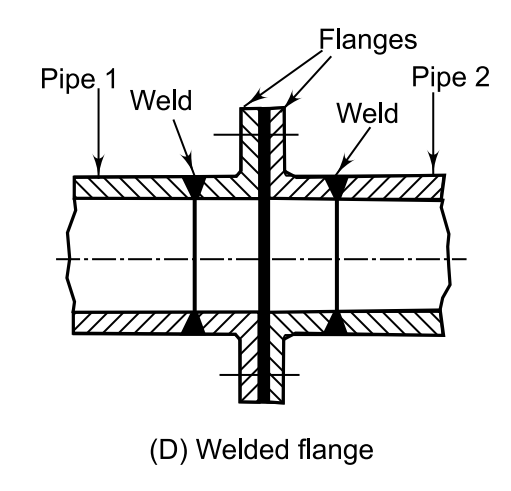 Flanges
Pipe 1
Weld
Weld
Pipe 2
(D) Welded flange